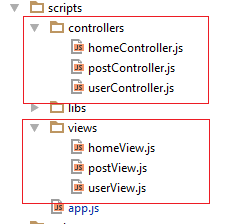 scripts
controllers
homeController.js
postController.js
userController.js
libs
views
homeView.js
postView.js
userView.js
app.js